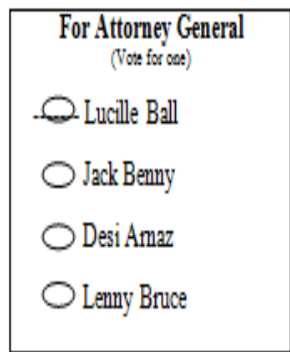 For Attorney General
(Vote for one)
Lucille Ball
Jack Benny
Desi Arnaz
Lenny Bruce